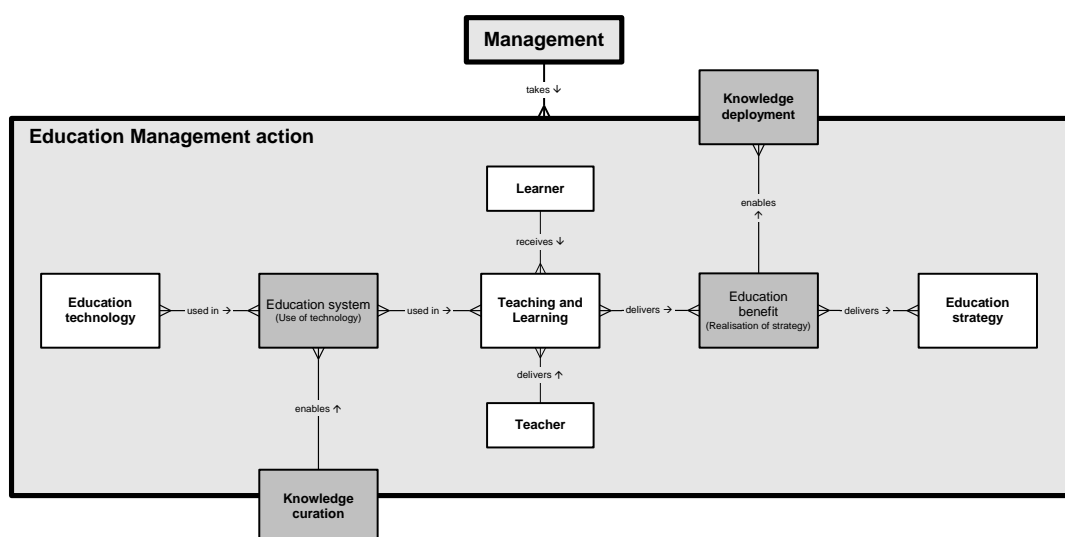 Management
takes ↓
Knowledge
deployment
Education Management action
Learner
enables
↑
receives ↓
Education
technology
used in →
Education system
(Use of technology)
used in →
Teaching and
Learning
delivers →
Education
benefit
(Realisation of strategy)
delivers →
Education
strategy
delivers ↑
enables ↑
Teacher
Knowledge
curation